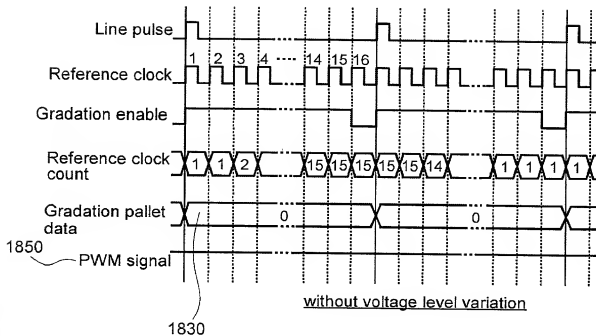 Line pulse
1 2 3 4 ···· 14 15 16
Reference clock
Gradation enable
Reference clock count
1 1 2 15 15 15 15 15 14 1 1 1 1
Gradation pallet data
0 0
1850 PWM signal
without voltage level variation
1830